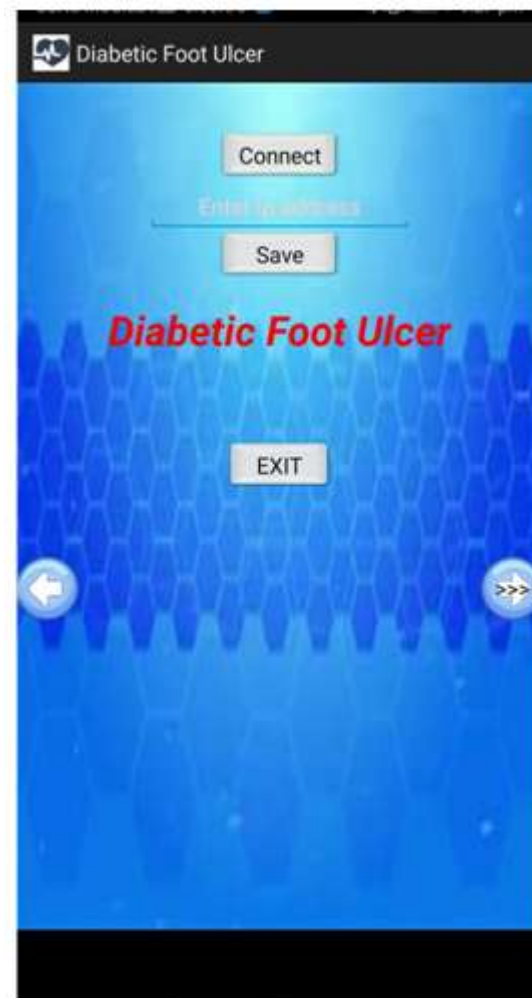 Diabetic Foot Ulcer
Connect
Enter ip address
Save
Diabetic Foot Ulcer
EXIT
>>>